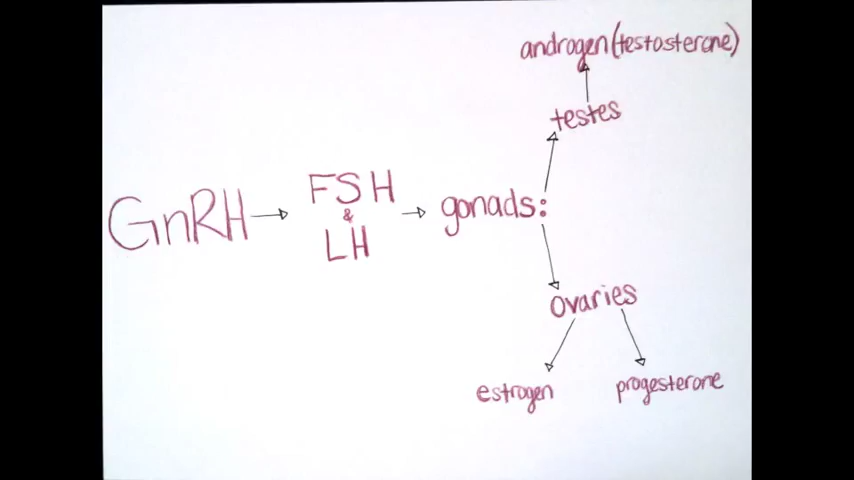 androgen(testosterone)
testes
GnRH
FSH
&
LH
gonads:
ovaries
estrogen
progesterone